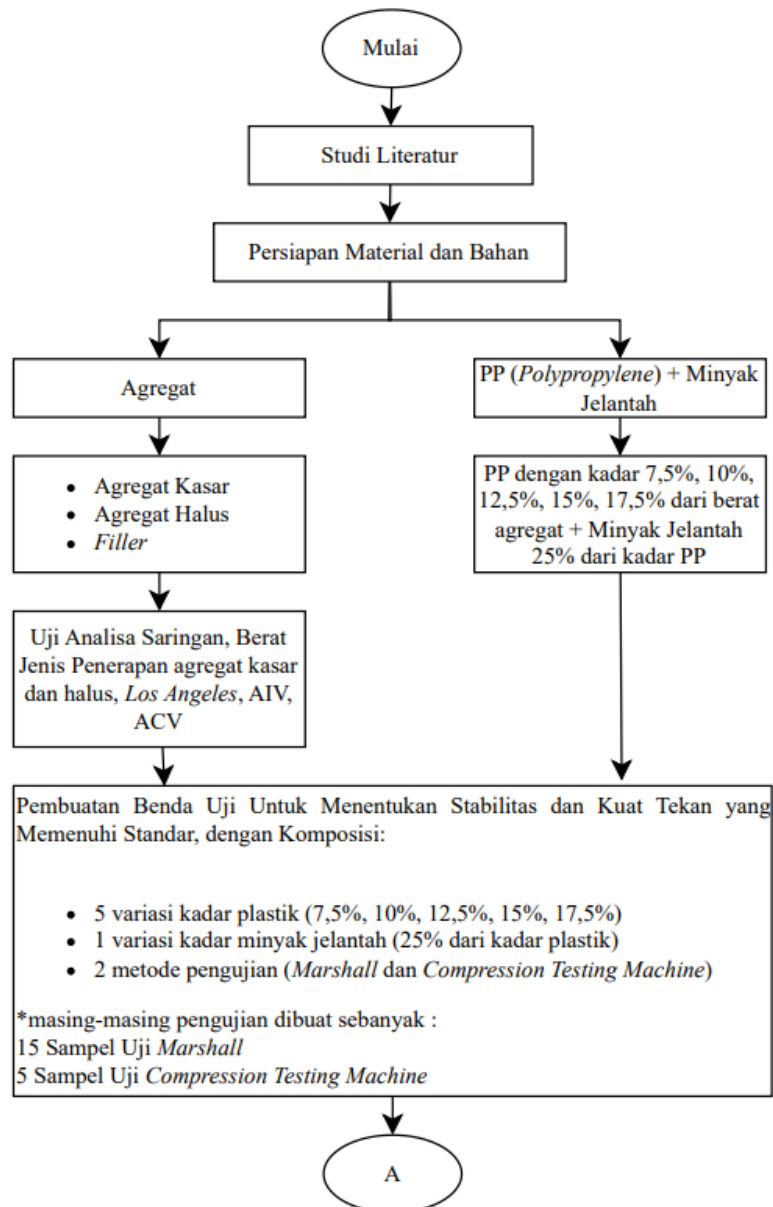 Mulai
Studi Literatur
Persiapan Material dan Bahan
Agregat
• Agregat Kasar
• Agregat Halus
• Filler
Uji Analisa Saringan, Berat
Jenis Penerapan agregat kasar
dan halus, Los Angeles, AIV,
ACV
PP (Polypropylene) + Minyak
Jelantah
PP dengan kadar 7,5%, 10%,
12,5%, 15%, 17,5% dari berat
agregat + Minyak Jelantah
25% dari kadar PP
Pembuatan Benda Uji Untuk Menentukan Stabilitas dan Kuat Tekan yang
Memenuhi Standar, dengan Komposisi:
• 5 variasi kadar plastik (7,5%, 10%, 12,5%, 15%, 17,5%)
• 1 variasi kadar minyak jelantah (25% dari kadar plastik)
• 2 metode pengujian (Marshall dan Compression Testing Machine)
*masing-masing pengujian dibuat sebanyak :
15 Sampel Uji Marshall
5 Sampel Uji Compression Testing Machine
A